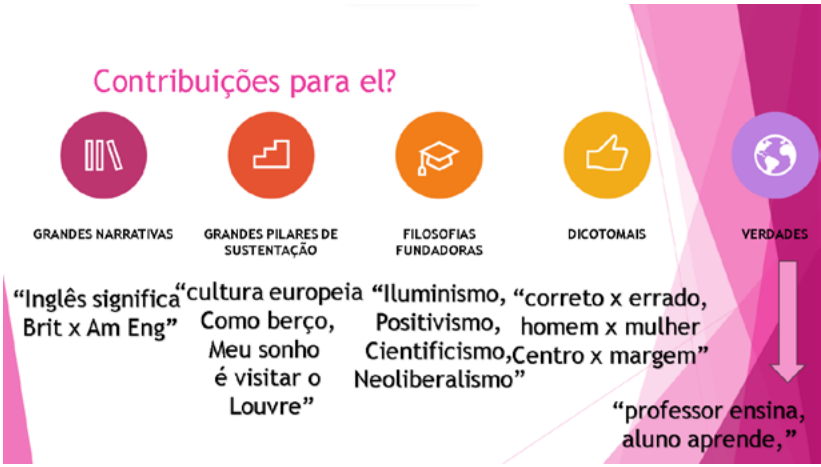 Contribuições para el?
GRANDES NARRATIVAS
“Inglês significa
Brit x Am Eng”
GRANDES PILARES DE
SUSTENTAÇÃO
“cultura europeia
Como berço,
Meu sonho
é visitar o
Louvre”
FILOSOFIAS
FUNDADORAS
“Iluminismo,
Positivismo,
Cientificismo,
Neoliberalismo”
DICOTOMAIS
“correto x errado,
homem x mulher
Centro x margem”
VERDADES
“professor ensina,
aluno aprende,”